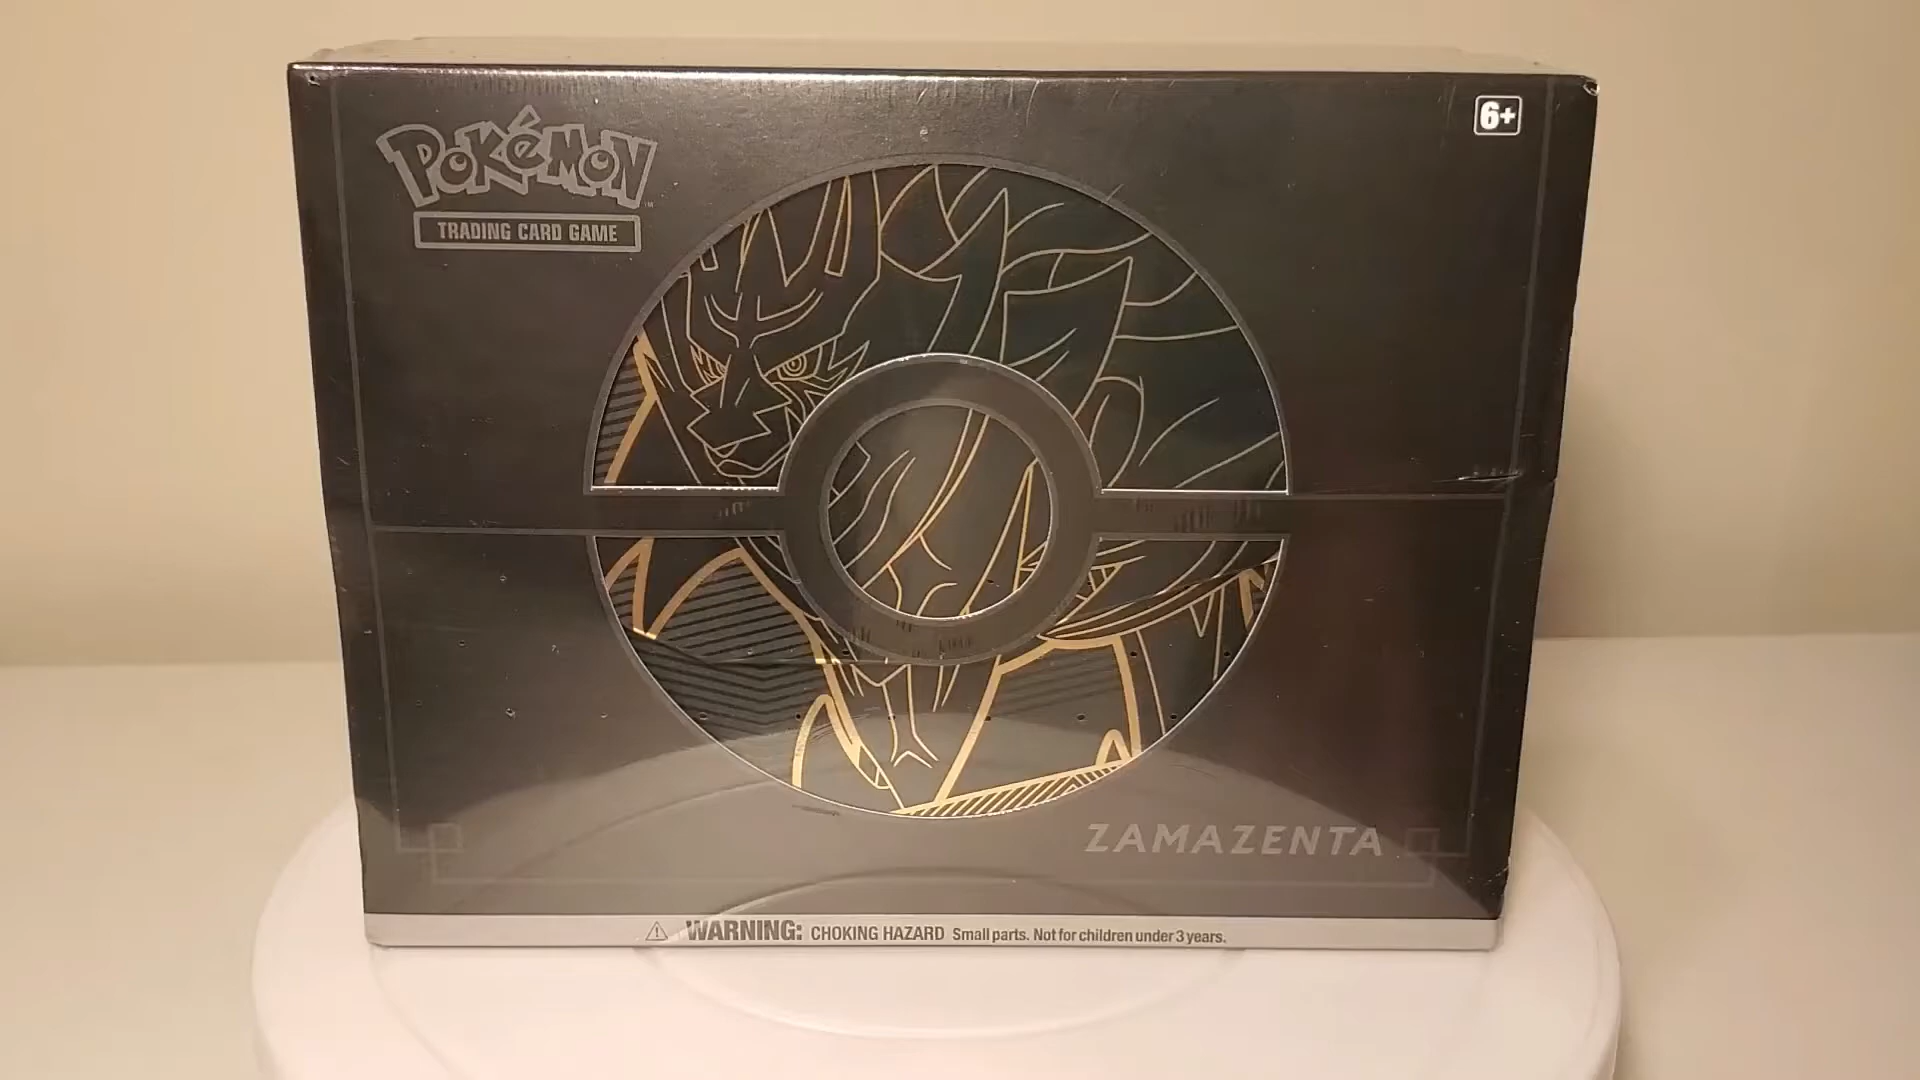 POKéMON
TRADING CARD GAME
6+
ZAMAZENTA
WARNING: CHOKING HAZARD Small parts. Not for children under 3 years.